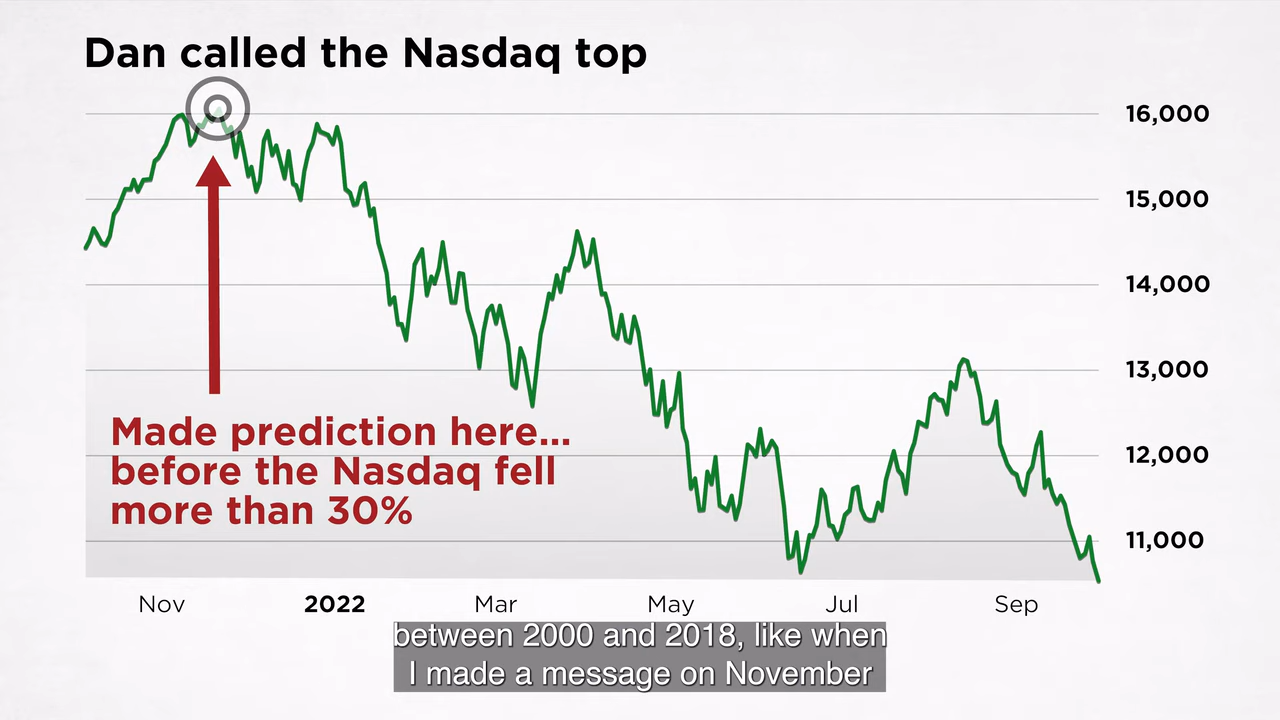 Dan called the Nasdaq top
16,000
15,000
14,000
13,000
12,000
11,000
Made prediction here...
before the Nasdaq fell
more than 30%
Nov 2022 Mar May Jul Sep
between 2000 and 2018, like when
I made a message on November